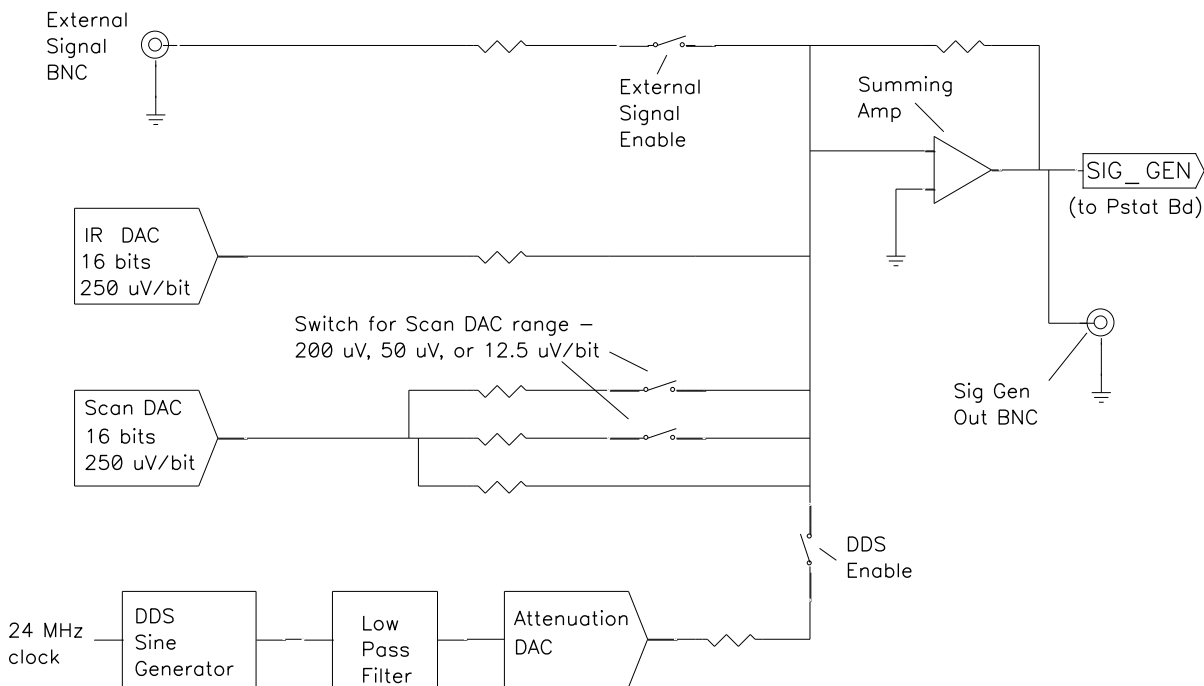 External
Signal
BNC
External
Signal
Enable
Summing
Amp
SIG_GEN
(to Pstat Bd)
IR DAC
16 bits
250 uV/bit
Switch for Scan DAC range –
200 uV, 50 uV, or 12.5 uV/bit
Sig Gen
Out BNC
Scan DAC
16 bits
250 uV/bit
DDS
Enable
24 MHz
clock
DDS
Sine
Generator
Low
Pass
Filter
Attenuation
DAC